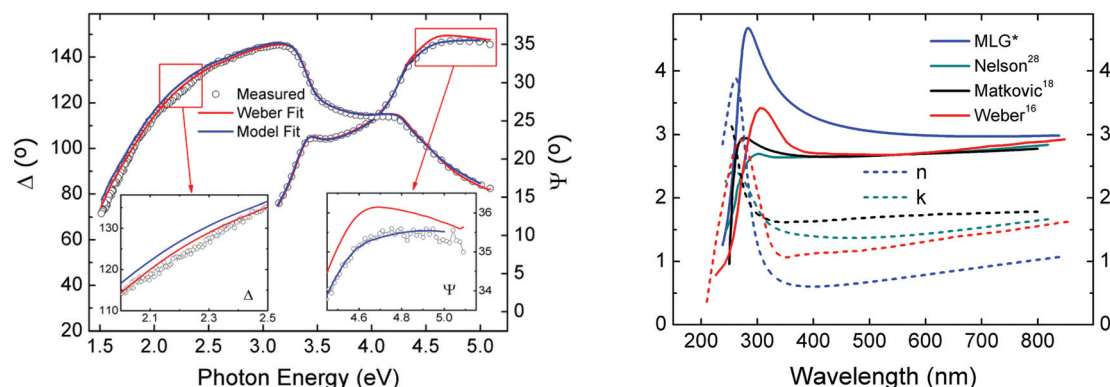 140
120
100
80
70
60
40
20
Δ (º)
Measured
Weber Fit
Model Fit
130
120
110
2.1 2.3 2.5
Δ
36
35
34
4.6 4.8 5.0
Ψ
35
30
25
20
15
10
5
0
Ψ (º)
1.5 2.0 2.5 3.0 3.5 4.0 4.5 5.0
Photon Energy (eV)
4
3
2
1
0
MLG*
Nelson28
Matkovic18
Weber16
n
k
4
3
2
1
0
200 300 400 500 600 700 800 900
Wavelength (nm)